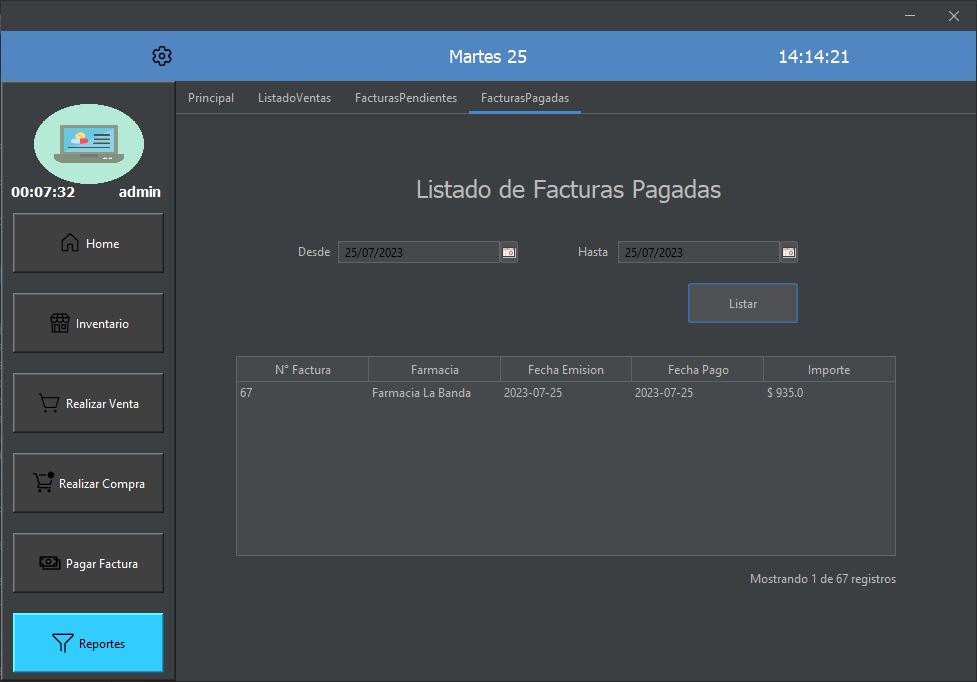 Martes 25 14:14:21
Principal ListadoVentas FacturasPendientes FacturasPagadas
00:07:32 admin
Home
Inventario
Realizar Venta
Realizar Compra
Pagar Factura
Reportes
Listado de Facturas Pagadas
Desde 25/07/2023 Hasta 25/07/2023
Listar
N° Factura Farmacia Fecha Emision Fecha Pago Importe
67 Farmacia La Banda 2023-07-25 2023-07-25 $ 935.0
Mostrando 1 de 67 registros